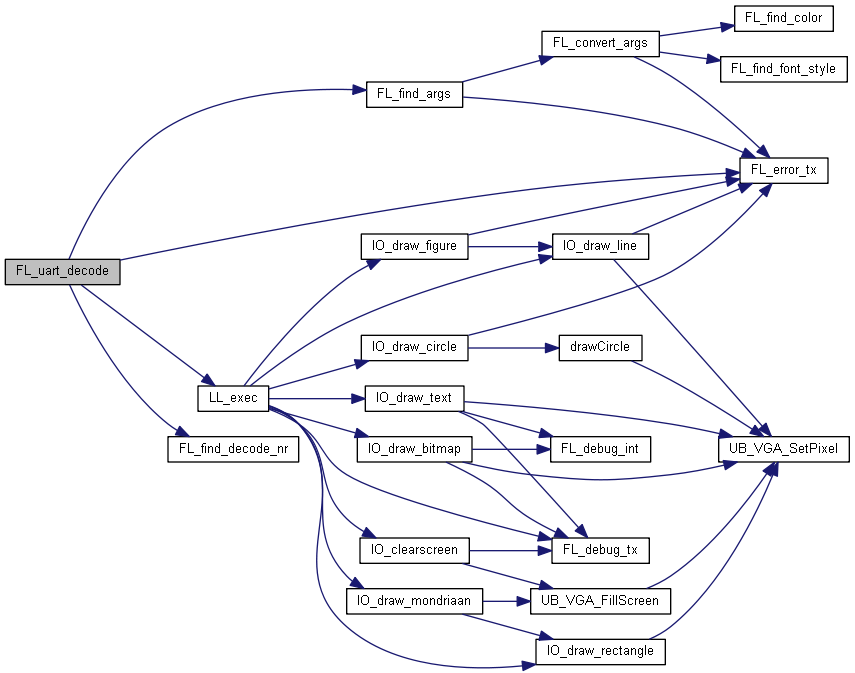 FL_find_color
FL_convert_args
FL_find_font_style
FL_find_args
FL_error_tx
IO_draw_figure
IO_draw_line
FL_uart_decode
IO_draw_circle
drawCircle
LL_exec
IO_draw_text
FL_find_decode_nr
IO_draw_bitmap
FL_debug_int
UB_VGA_SetPixel
IO_clearscreen
FL_debug_tx
IO_draw_mondriaan
UB_VGA_FillScreen
IO_draw_rectangle